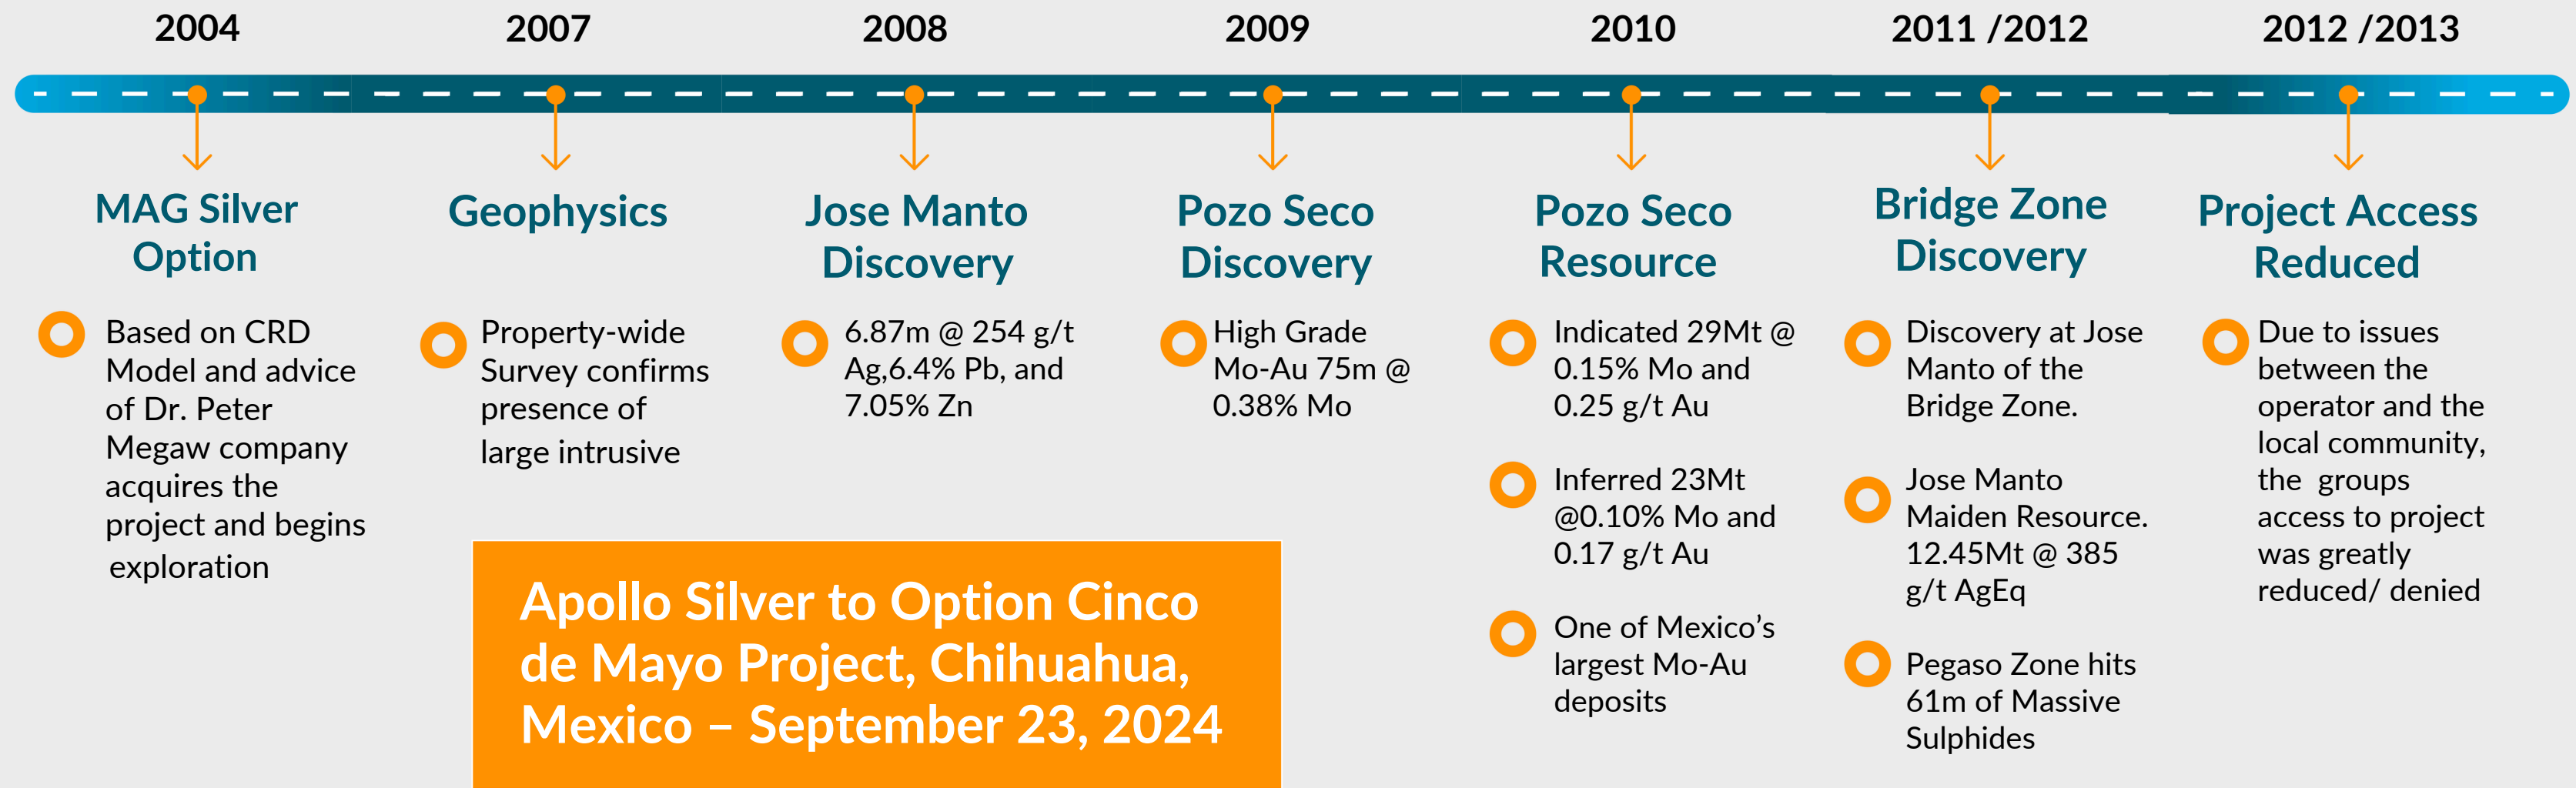 2004
2007
2008
2009
2010
2011 /2012
2012 /2013
MAG Silver
Option
Based on CRD
Model and advice
of Dr. Peter
Megaw company
acquires the
project and begins
exploration
Geophysics
Property-wide
Survey confirms
presence of
large intrusive
Jose Manto
Discovery
6.87m @ 254 g/t
Ag,6.4% Pb, and
7.05% Zn
Pozo Seco
Discovery
High Grade
Mo-Au 75m @
0.38% Mo
Pozo Seco
Resource
Indicated 29Mt @
0.15% Mo and
0.25 g/t Au
Inferred 23Mt
@0.10% Mo and
0.17 g/t Au
One of Mexico’s
largest Mo-Au
deposits
Bridge Zone
Discovery
Discovery at Jose
Manto of the
Bridge Zone.
Jose Manto
Maiden Resource.
12.45Mt @ 385
g/t AgEq
Pegaso Zone hits
61m of Massive
Sulphides
Project Access
Reduced
Due to issues
between the
operator and the
local community,
the  groups
access to project
was greatly
reduced/ denied
Apollo Silver to Option Cinco
de Mayo Project, Chihuahua,
Mexico – September 23, 2024